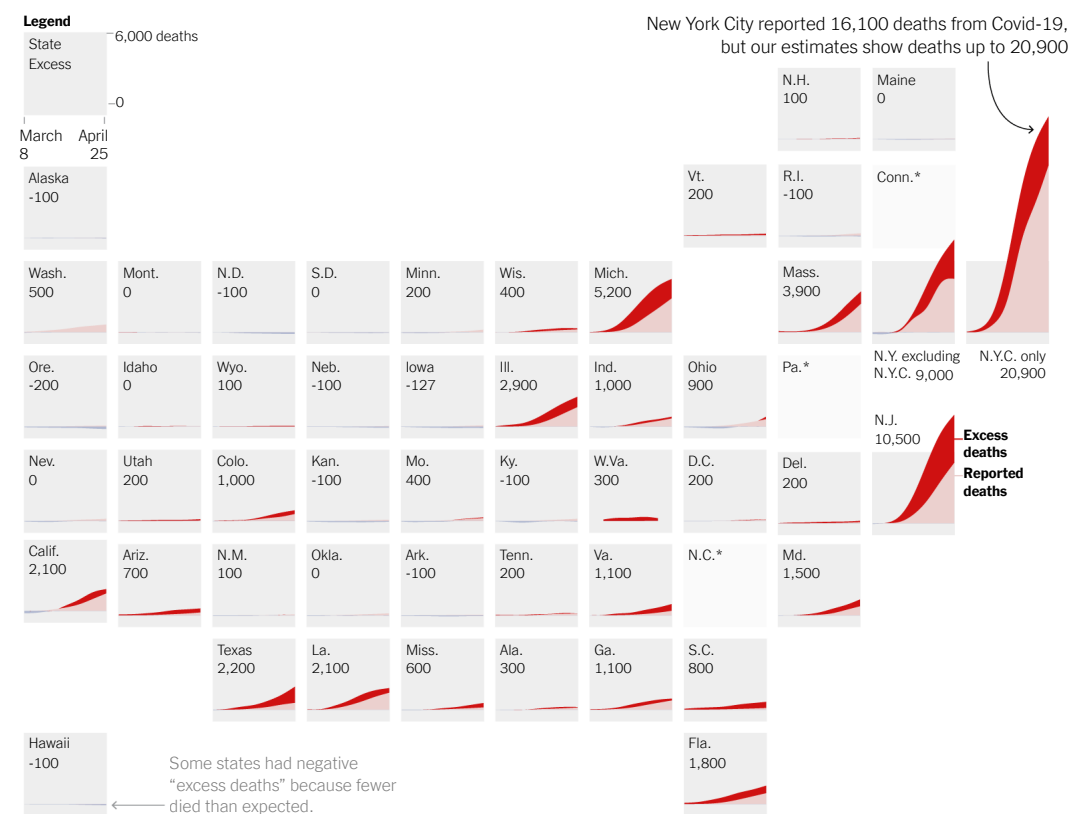 Legend
State
Excess
6,000 deaths
0
March
8
April
25
New York City reported 16,100 deaths from Covid-19,
but our estimates show deaths up to 20,900
N.H.
100
Maine
0
Alaska
-100
Vt.
200
R.I.
-100
Conn.*
Wash.
500
Mont.
0
N.D.
-100
S.D.
0
Minn.
200
Wis.
400
Mich.
5,200
Mass.
3,900
N.Y. excluding
N.Y.C. 9,000
N.Y.C. only
20,900
Ore.
-200
Idaho
0
Wyo.
100
Neb.
-100
Iowa
-127
Ill.
2,900
Ind.
1,000
Ohio
900
Pa.*
N.J.
10,500
Excess
deaths
Reported
deaths
Nev.
0
Utah
200
Colo.
1,000
Kan.
-100
Mo.
400
Ky.
-100
W.Va.
300
D.C.
200
Del.
200
Calif.
2,100
Ariz.
700
N.M.
100
Okla.
0
Ark.
-100
Tenn.
200
Va.
1,100
N.C.*
Md.
1,500
Texas
2,200
La.
2,100
Miss.
600
Ala.
300
Ga.
1,100
S.C.
800
Hawaii
-100
Some states had negative
“excess deaths” because fewer
died than expected.
Fla.
1,800